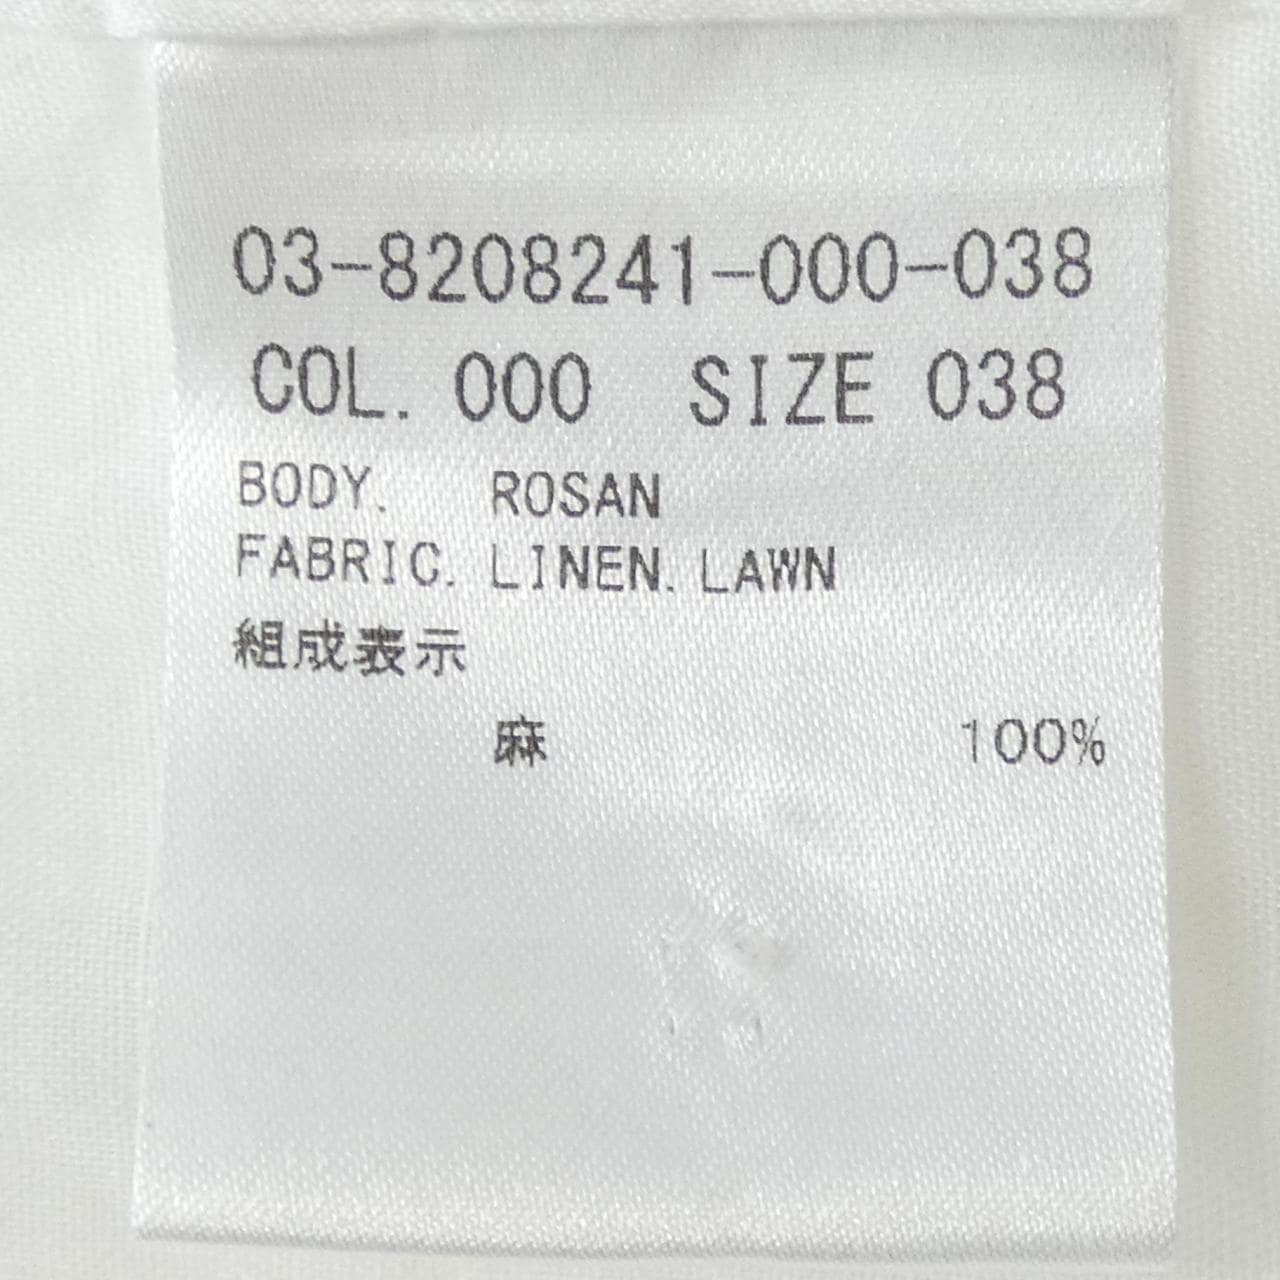 03-8208241-000-038
COL. 000 SIZE 038
BODY. ROSAN
FABRIC. LINEN. LAWN
組成表示
麻 100%